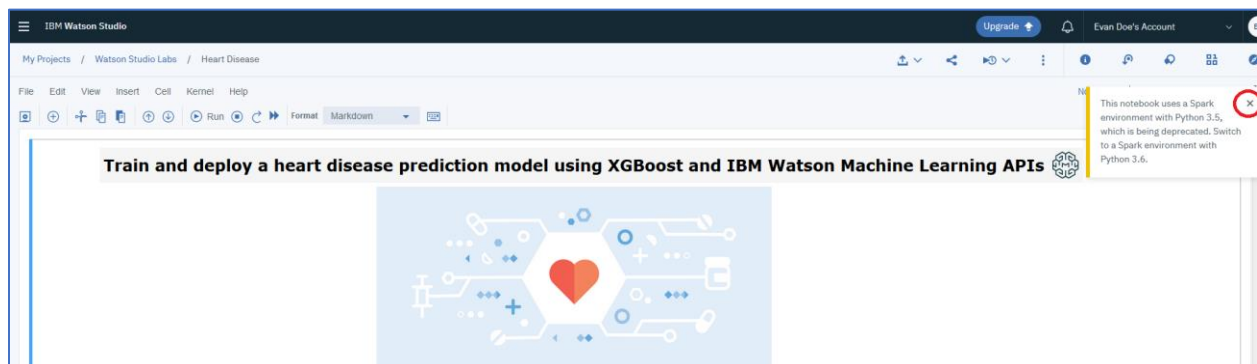 IBM Watson Studio
Upgrade
Evan Doe's Account
My Projects / Watson Studio Labs / Heart Disease
File Edit View Insert Cell Kernel Help
Run Format Markdown
This notebook uses a Spark
environment with Python 3.5,
which is being deprecated. Switch
to a Spark environment with
Python 3.6.
Train and deploy a heart disease prediction model using XGBoost and IBM Watson Machine Learning APIs